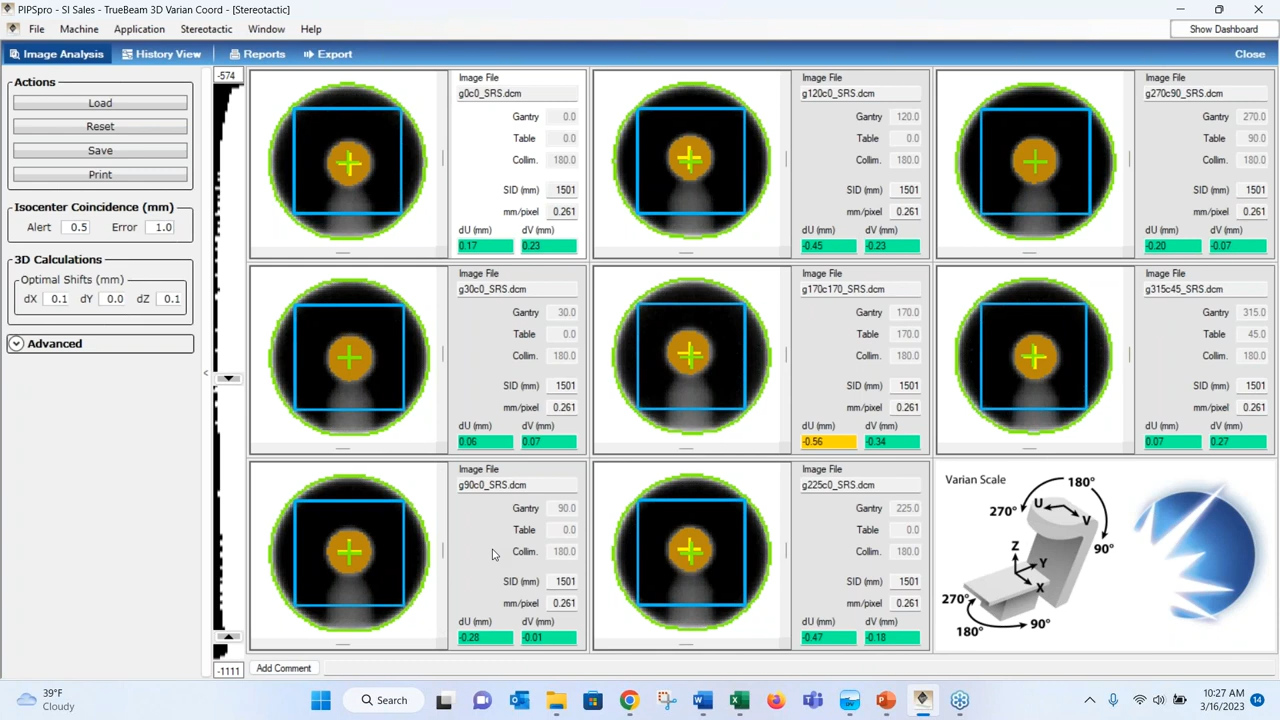 PIPSpro - SI Sales - TrueBeam 3D Varian Coord - [Stereotactic]
File Machine Application Stereotactic Window Help
Show Dashboard
Image Analysis History View Reports Export Close
Actions
Load
Reset
Save
Print
Isocenter Coincidence (mm)
Alert 0.5 Error 1.0
3D Calculations
Optimal Shifts (mm)
dX 0.1 dY 0.0 dZ 0.1
Advanced
<
-574
-1111
Image File
g0c0_SRS.dcm
Gantry 0.0
Table 0.0
Collim. 180.0
SID (mm) 1501
mm/pixel 0.261
dU (mm) dV (mm)
0.17 0.23
Image File
g120c0_SRS.dcm
Gantry 120.0
Table 0.0
Collim. 180.0
SID (mm) 1501
mm/pixel 0.261
dU (mm) dV (mm)
-0.45 -0.23
Image File
g270c90_SRS.dcm
Gantry 270.0
Table 90.0
Collim. 180.0
SID (mm) 1501
mm/pixel 0.261
dU (mm) dV (mm)
-0.20 -0.07
Image File
g30c0_SRS.dcm
Gantry 30.0
Table 0.0
Collim. 180.0
SID (mm) 1501
mm/pixel 0.261
dU (mm) dV (mm)
0.06 0.07
Image File
g170c170_SRS.dcm
Gantry 170.0
Table 170.0
Collim. 180.0
SID (mm) 1501
mm/pixel 0.261
dU (mm) dV (mm)
-0.56 -0.34
Image File
g315c45_SRS.dcm
Gantry 315.0
Table 45.0
Collim. 180.0
SID (mm) 1501
mm/pixel 0.261
dU (mm) dV (mm)
0.07 0.27
Image File
g90c0_SRS.dcm
Gantry 90.0
Table 0.0
Collim. 180.0
SID (mm) 1501
mm/pixel 0.261
dU (mm) dV (mm)
-0.28 -0.01
Image File
g225c0_SRS.dcm
Gantry 225.0
Table 0.0
Collim. 180.0
SID (mm) 1501
mm/pixel 0.261
dU (mm) dV (mm)
-0.47 -0.18
Varian Scale
180°
270° U V
90°
Z Y X
270°
180° 90°
Add Comment
39°F
Cloudy
Search
10:27 AM
3/16/2023
14